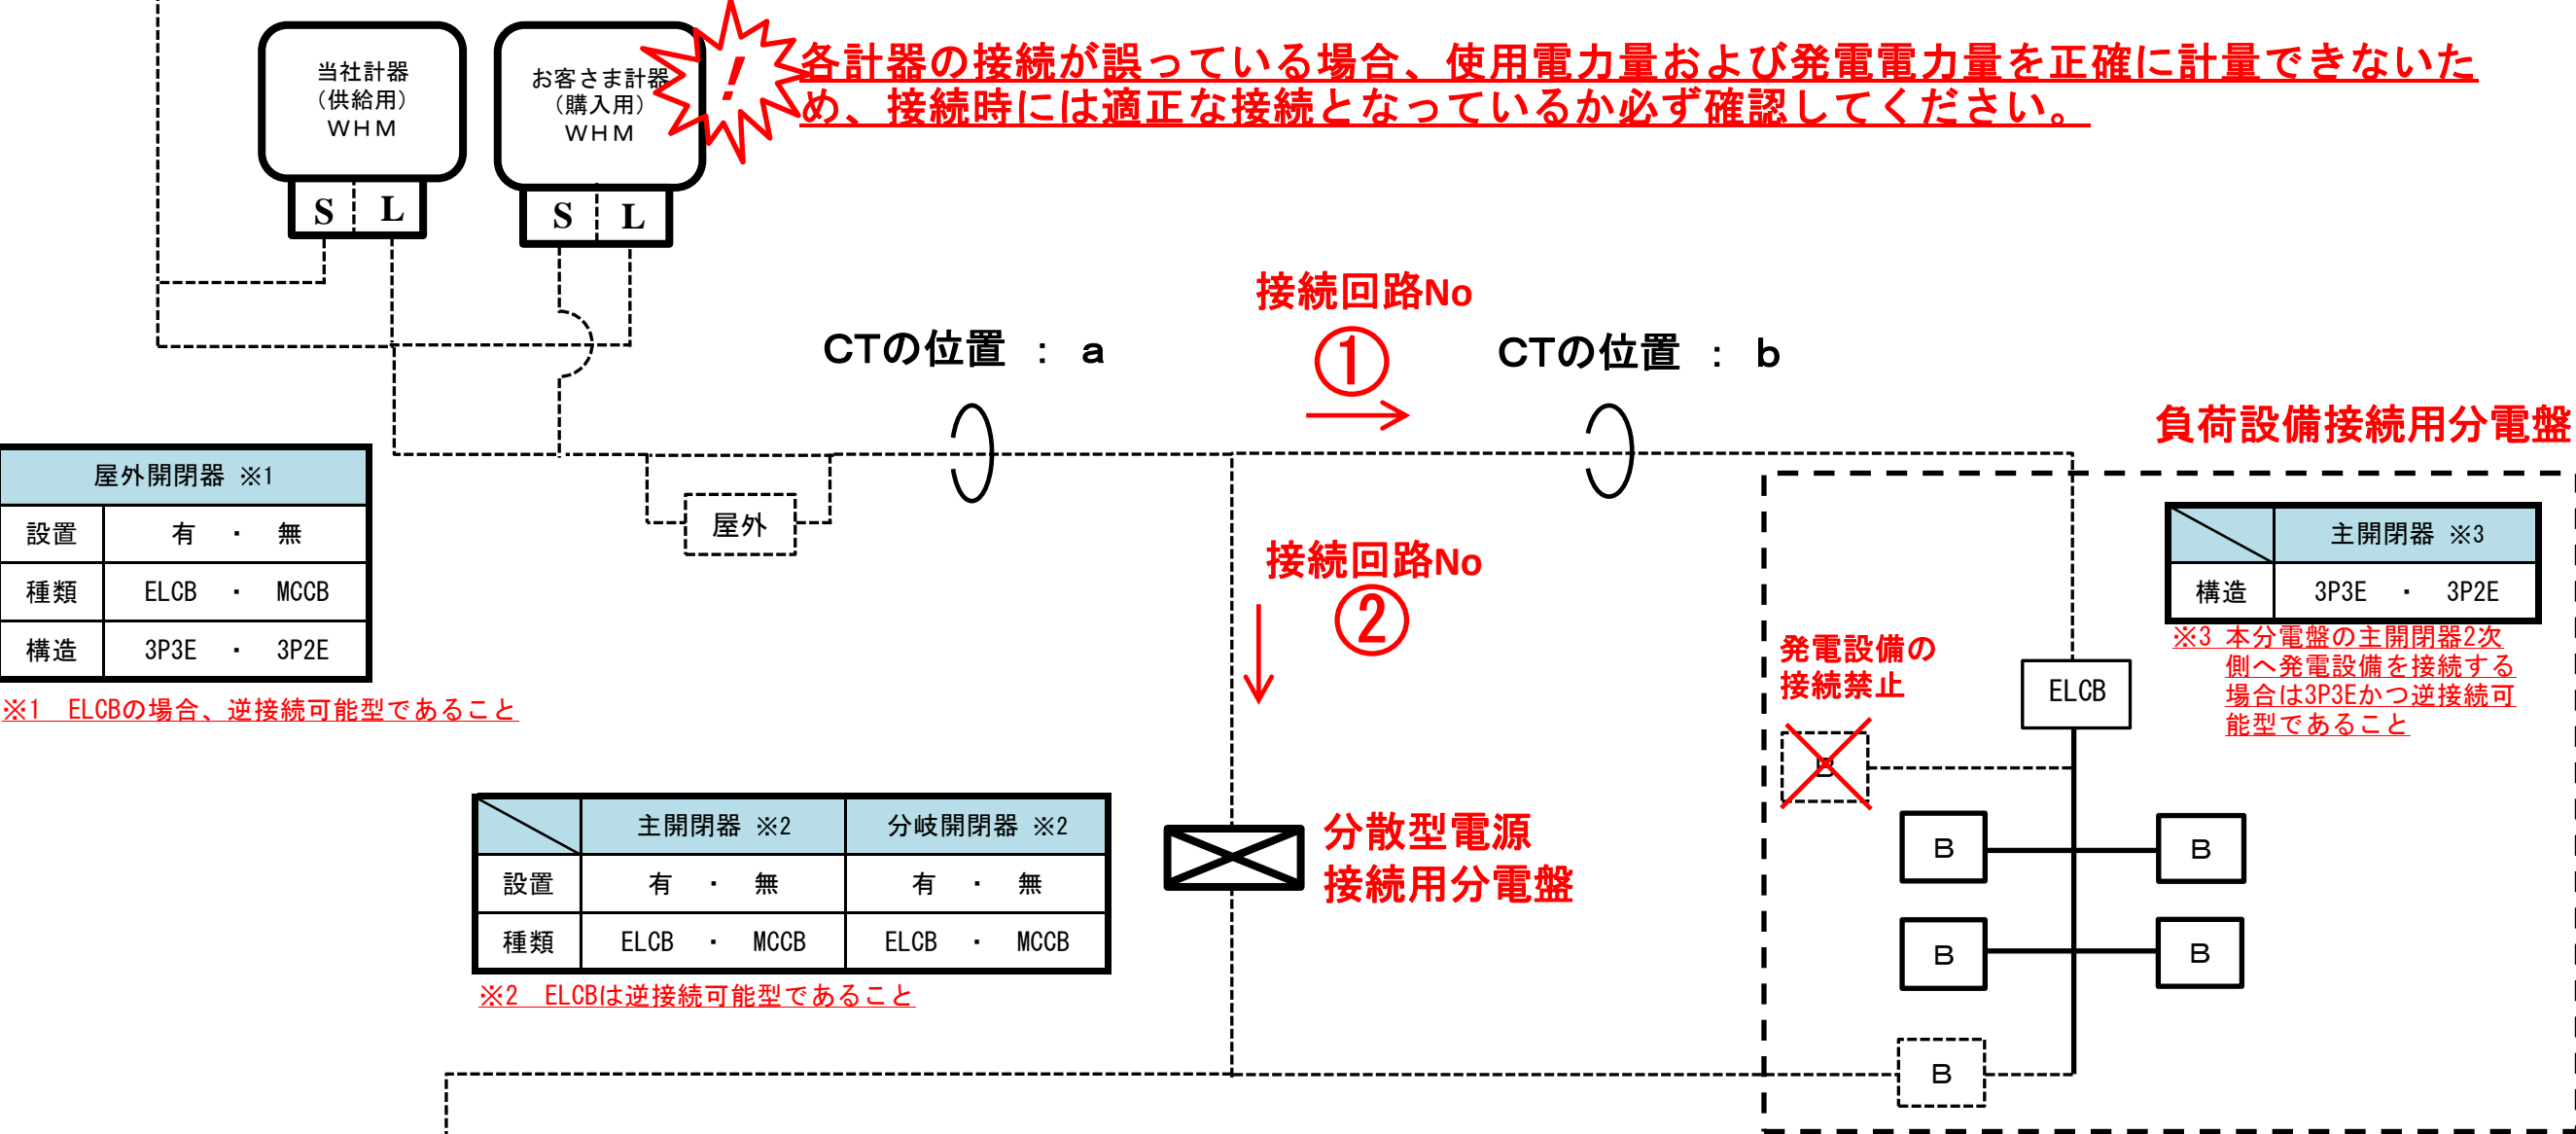 当社計器
（供給用）
ＷＨＭ
S
L
お客さま計器
（購入用）
ＷＨＭ
S
L
!
各計器の接続が誤っている場合、使用電力量および発電電力量を正確に計量できないた
め、接続時には適正な接続となっているか必ず確認してください。
接続回路No
①
CTの位置 ： a
CTの位置 ： b
負荷設備接続用分電盤
屋外開閉器 ※1
設置 有 ・ 無
種類 ELCB ・ MCCB
構造 3P3E ・ 3P2E
※1 ELCBの場合、逆接続可能型であること
屋外
接続回路No
②
主開閉器 ※3
構造 3P3E ・ 3P2E
※3 本分電盤の主開閉器2次
側へ発電設備を接続する
場合は3P3Eかつ逆接続可
能型であること
発電設備の
接続禁止
ELCB
B
主開閉器 ※2 分岐開閉器 ※2
設置 有 ・ 無 有 ・ 無
種類 ELCB ・ MCCB ELCB ・ MCCB
※2 ELCBは逆接続可能型であること
分散型電源
接続用分電盤
B
B
B
B
B